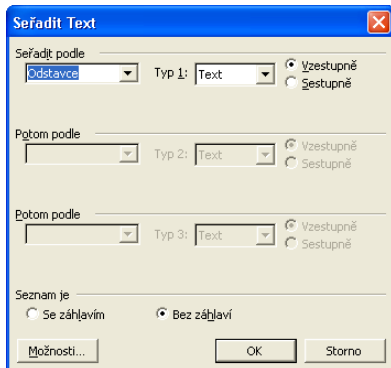 Seřadit Text
Seřadit podle
Odstavce Typ 1: Text Vzestupně
Sestupně
Potom podle
Typ 2: Text Vzestupně
Sestupně
Potom podle
Typ 3: Text Vzestupně
Sestupně
Seznam je
Se záhlavím Bez záhlaví
Možnosti... OK Storno